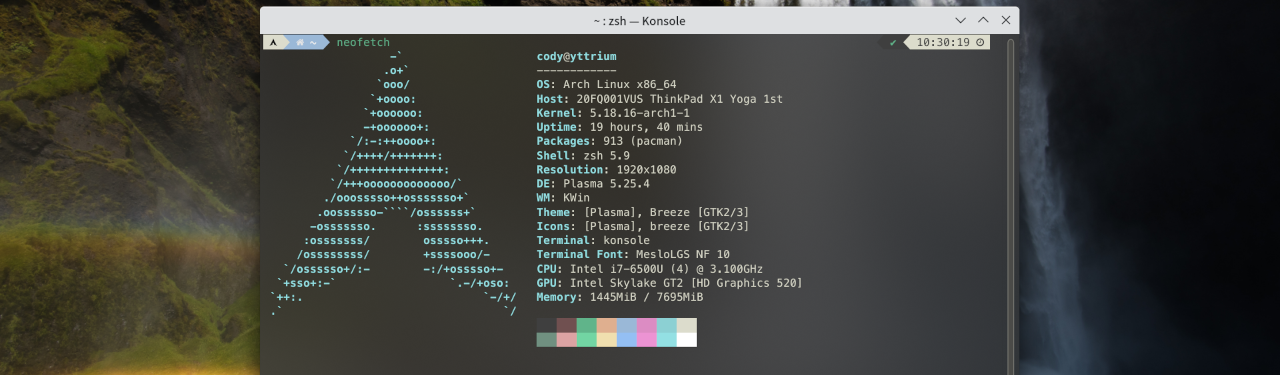 ~ : zsh — Konsole
~ neofetch ✔ 10:30:19
-`
.o+`
`ooo/
`+oooo:
`+oooooo:
-+oooooo+:
`/:-:++oooo+:
`/++++/+++++++:
`/++++++++++++++:
`/+++ooooooooooooo/`
./ooosssso++osssssso+`
.oossssso-````/ossssss+`
-osssssso. :ssssssso.
:osssssss/ osssso+++.
/ossssssss/ +ssssooo/-
`/ossssso+/:- -:/+osssso+-
`+sso+:-` `.-/+oso:
`++:. `-/+/
.` `/
cody@yttrium
------------
OS: Arch Linux x86_64
Host: 20FQ001VUS ThinkPad X1 Yoga 1st
Kernel: 5.18.16-arch1-1
Uptime: 19 hours, 40 mins
Packages: 913 (pacman)
Shell: zsh 5.9
Resolution: 1920x1080
DE: Plasma 5.25.4
WM: KWin
Theme: [Plasma], Breeze [GTK2/3]
Icons: [Plasma], breeze [GTK2/3]
Terminal: konsole
Terminal Font: MesloLGS NF 10
CPU: Intel i7-6500U (4) @ 3.100GHz
GPU: Intel Skylake GT2 [HD Graphics 520]
Memory: 1445MiB / 7695MiB